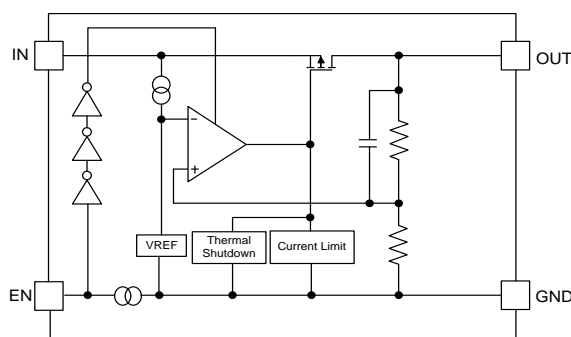 IN
OUT
−
+
VREF
Thermal
Shutdown
Current Limit
EN
GND